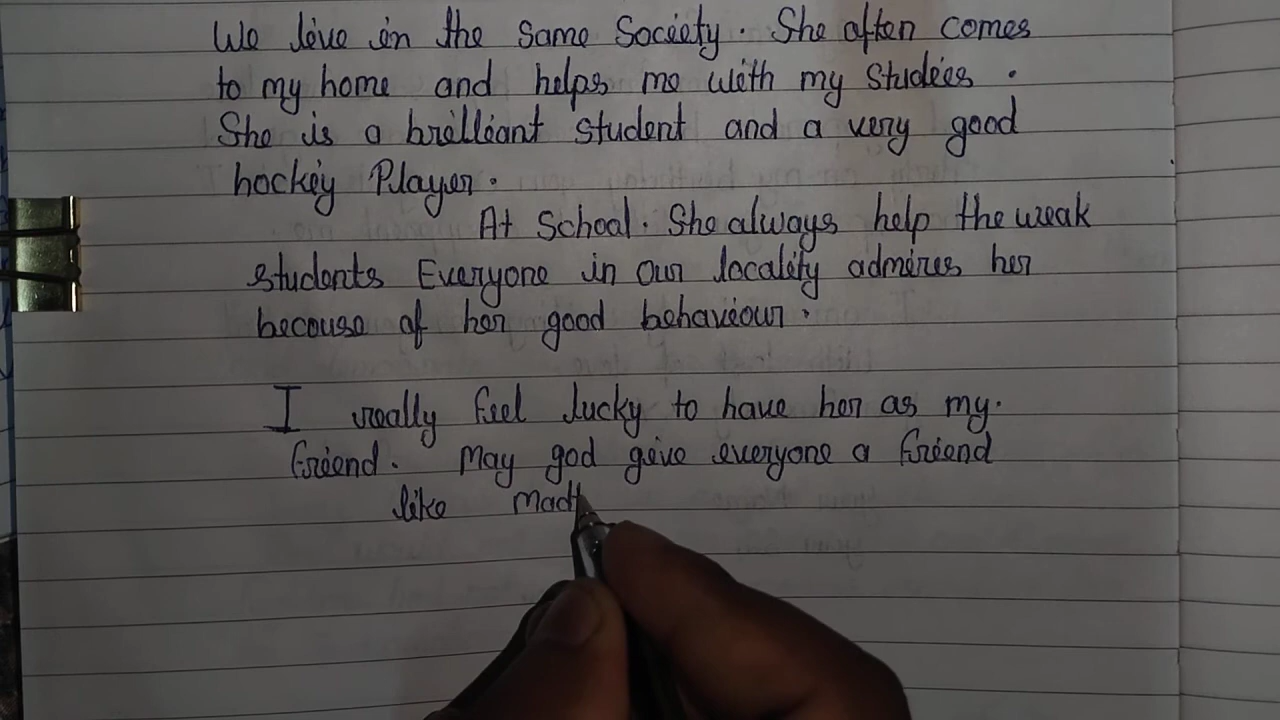 We live in the Same Society. She often comes
to my home and helps me with my Studies.
She is a brilliant student and a very good
hockey Player.
At School. She always help the weak
students Everyone in our locality admires her
because of her good behaviour.
I really feel lucky to have her as my.
friend. May god give everyone a friend
like Madh